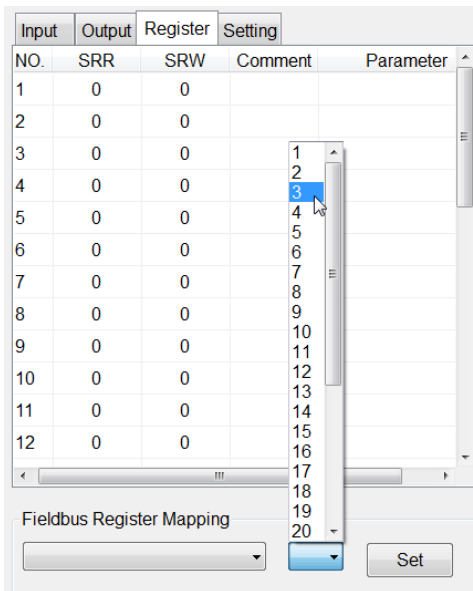 Input Output Register Setting
NO. SRR SRW Comment Parameter
1 0 0
2 0 0
3 0 0
4 0 0
5 0 0
6 0 0
7 0 0
8 0 0
9 0 0
10 0 0
11 0 0
12 0 0
1
2
3
4
5
6
7
8
9
10
11
12
13
14
15
16
17
18
19
20
Fieldbus Register Mapping
Set